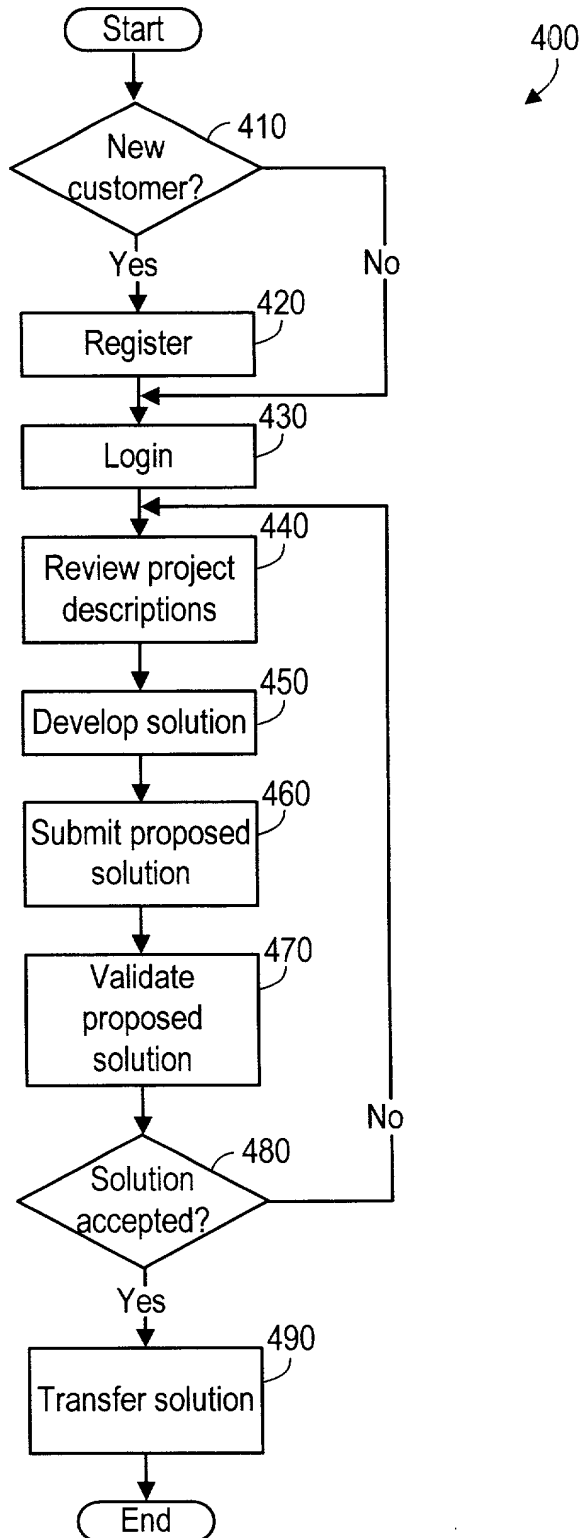 Start
400
410
New
customer?
Yes
No
420
Register
430
Login
440
Review project
descriptions
450
Develop solution
460
Submit proposed
solution
470
Validate
proposed
solution
No
480
Solution
accepted?
Yes
490
Transfer solution
End